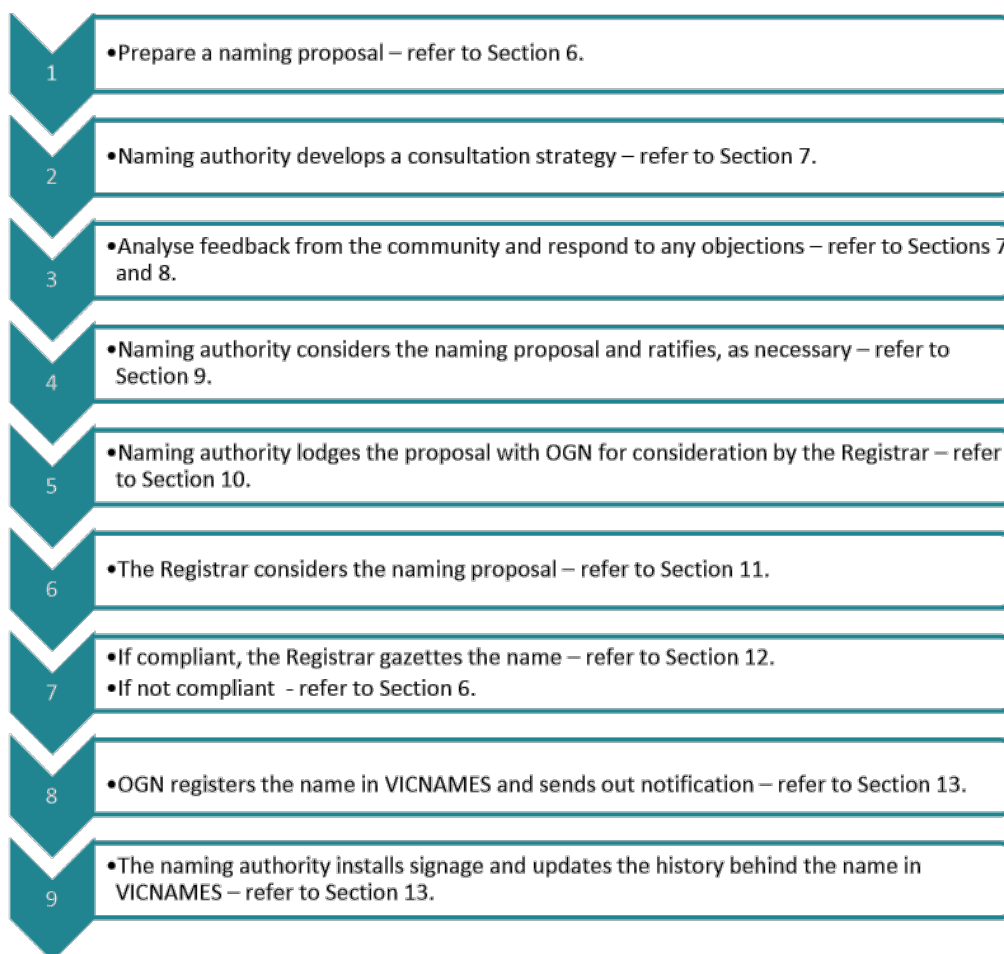 1
•Prepare a naming proposal – refer to Section 6.
2
•Naming authority develops a consultation strategy – refer to Section 7.
3
•Analyse feedback from the community and respond to any objections – refer to Sections 7
and 8.
4
•Naming authority considers the naming proposal and ratifies, as necessary – refer to
Section 9.
5
•Naming authority lodges the proposal with OGN for consideration by the Registrar – refer
to Section 10.
6
•The Registrar considers the naming proposal – refer to Section 11.
7
•If compliant, the Registrar gazettes the name – refer to Section 12.
•If not compliant - refer to Section 6.
8
•OGN registers the name in VICNAMES and sends out notification – refer to Section 13.
9
•The naming authority installs signage and updates the history behind the name in
VICNAMES – refer to Section 13.